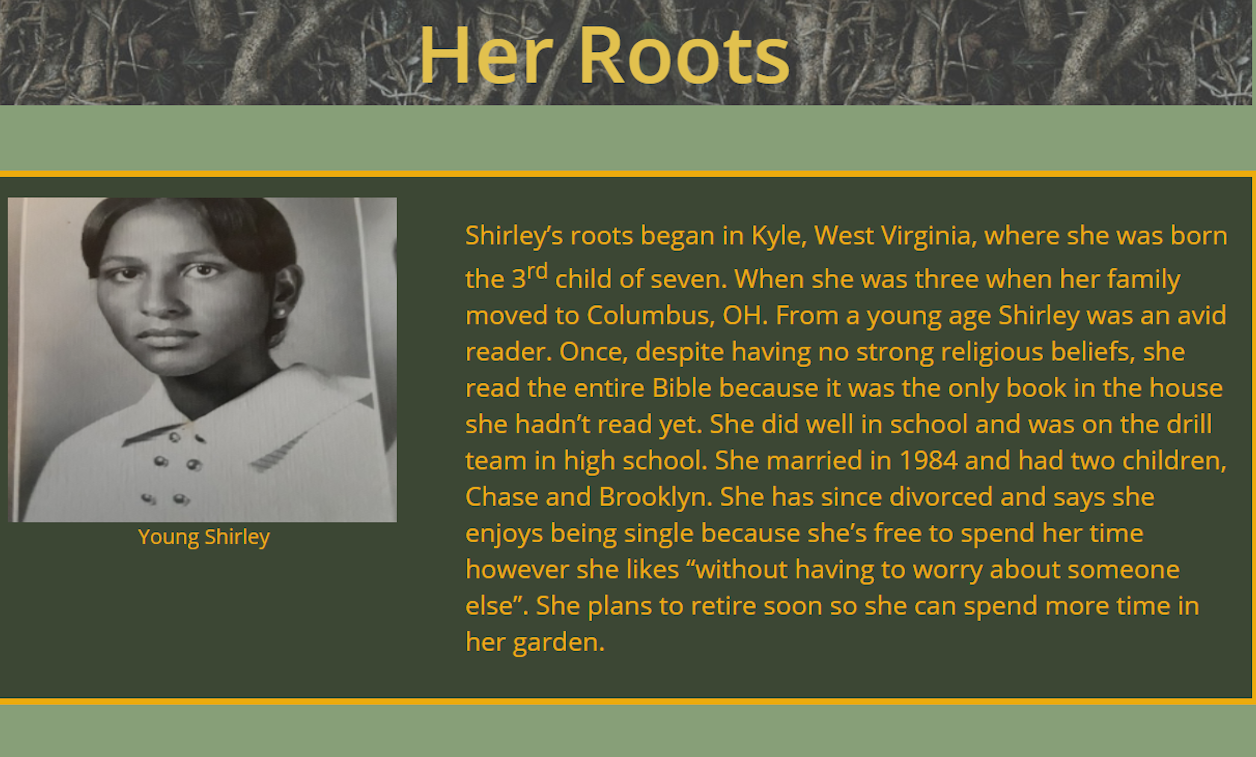 Her Roots
Young Shirley
Shirley’s roots began in Kyle, West Virginia, where she was born
the 3rd child of seven. When she was three when her family
moved to Columbus, OH. From a young age Shirley was an avid
reader. Once, despite having no strong religious beliefs, she
read the entire Bible because it was the only book in the house
she hadn’t read yet. She did well in school and was on the drill
team in high school. She married in 1984 and had two children,
Chase and Brooklyn. She has since divorced and says she
enjoys being single because she’s free to spend her time
however she likes “without having to worry about someone
else”. She plans to retire soon so she can spend more time in
her garden.